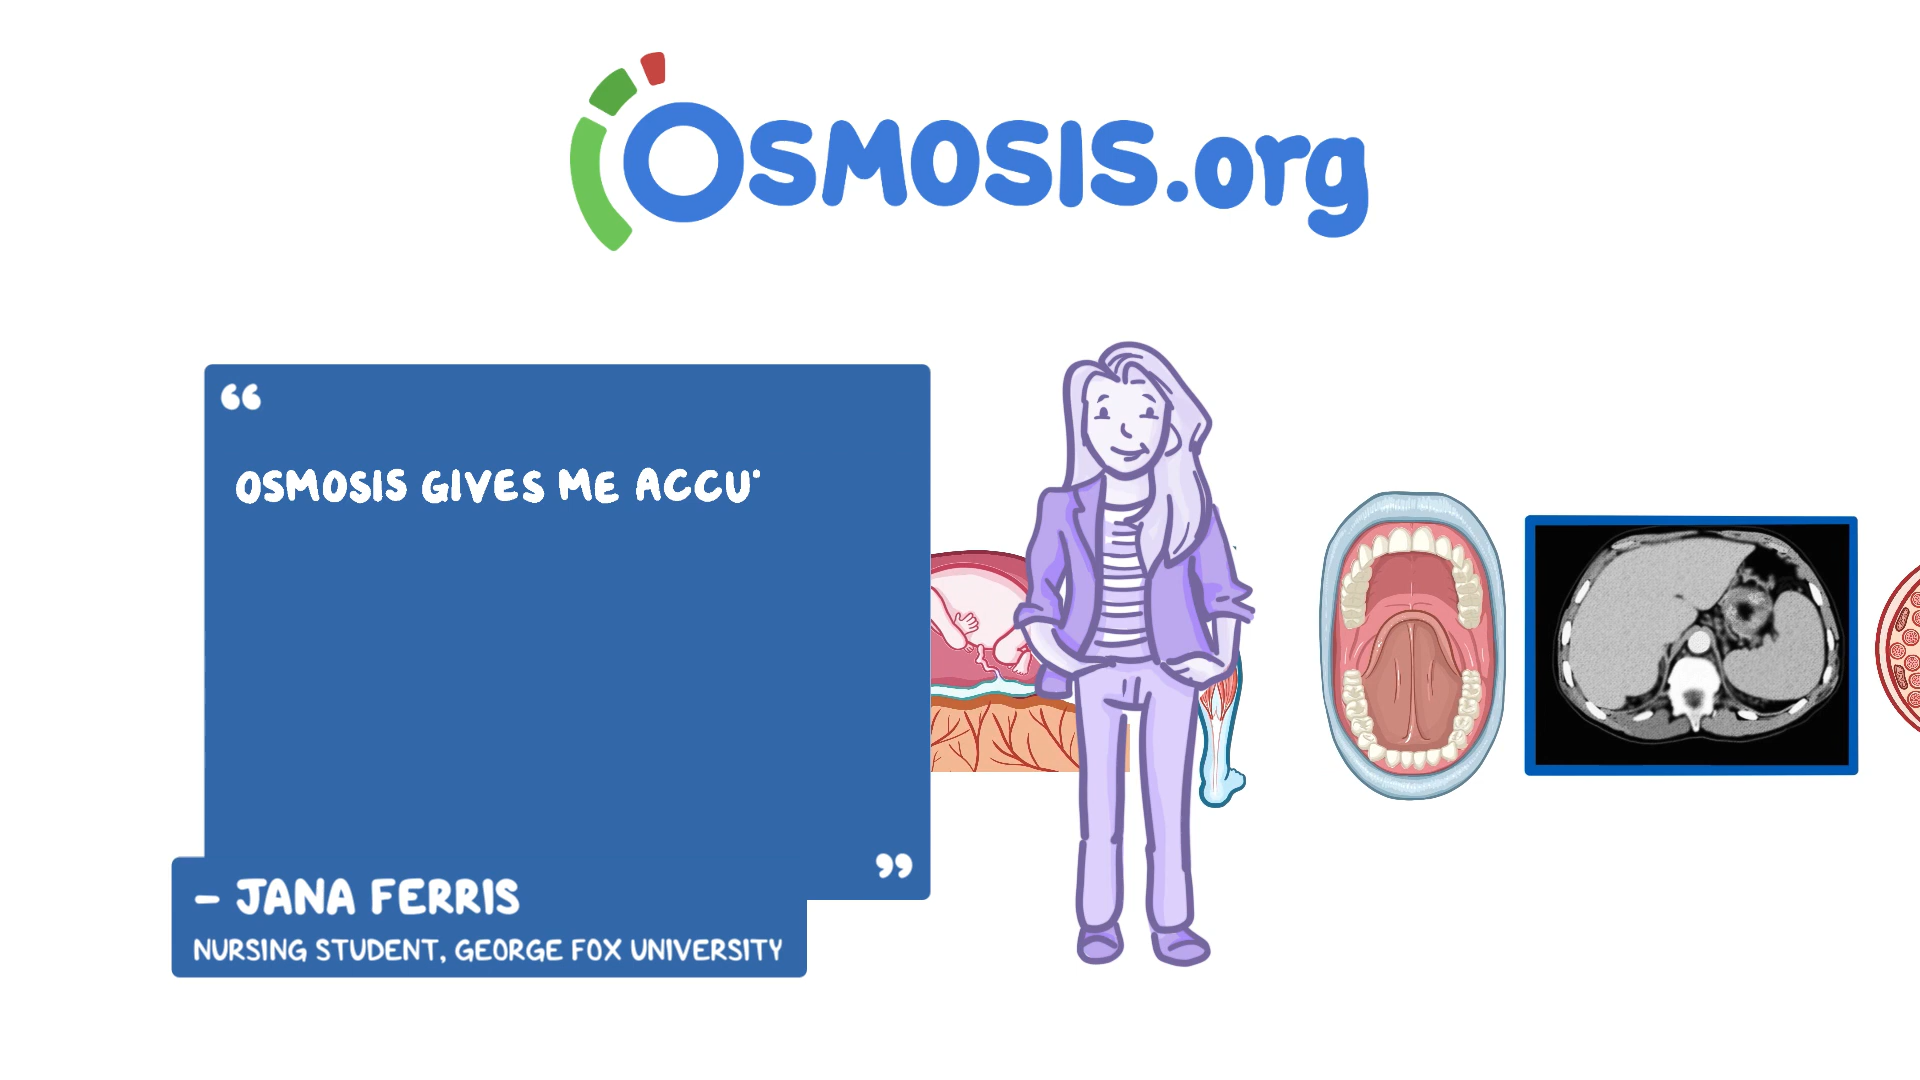 OSMOSIS.org
“
OSMOSIS GIVES ME
”
- JANA FERRIS
NURSING STUDENT, GEORGE FOX UNIVERSITY